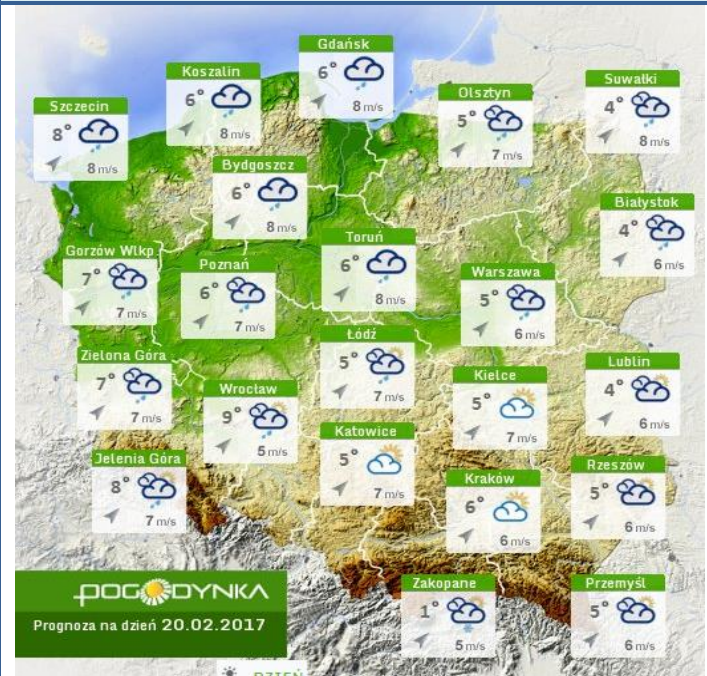 Gdańsk
6°
8 m/s
Koszalin
6°
8 m/s
Suwałki
4°
8 m/s
Olsztyn
5°
7 m/s
Szczecin
8°
8 m/s
Bydgoszcz
6°
8 m/s
Białystok
4°
6 m/s
Toruń
6°
8 m/s
Gorzów Wlkp
7°
7 m/s
Poznań
6°
7 m/s
Warszawa
5°
6 m/s
Łódź
5°
7 m/s
Zielona Góra
7°
7 m/s
Lublin
4°
6 m/s
Kielce
5°
7 m/s
Wrocław
9°
5 m/s
Katowice
5°
7 m/s
Jelenia Góra
8°
7 m/s
Rzeszów
5°
6 m/s
Kraków
6°
6 m/s
Zakopane
1°
5 m/s
Przemyśl
5°
6 m/s
POGODYNKA
Prognoza na dzień 20.02.2017
DZIEŃ